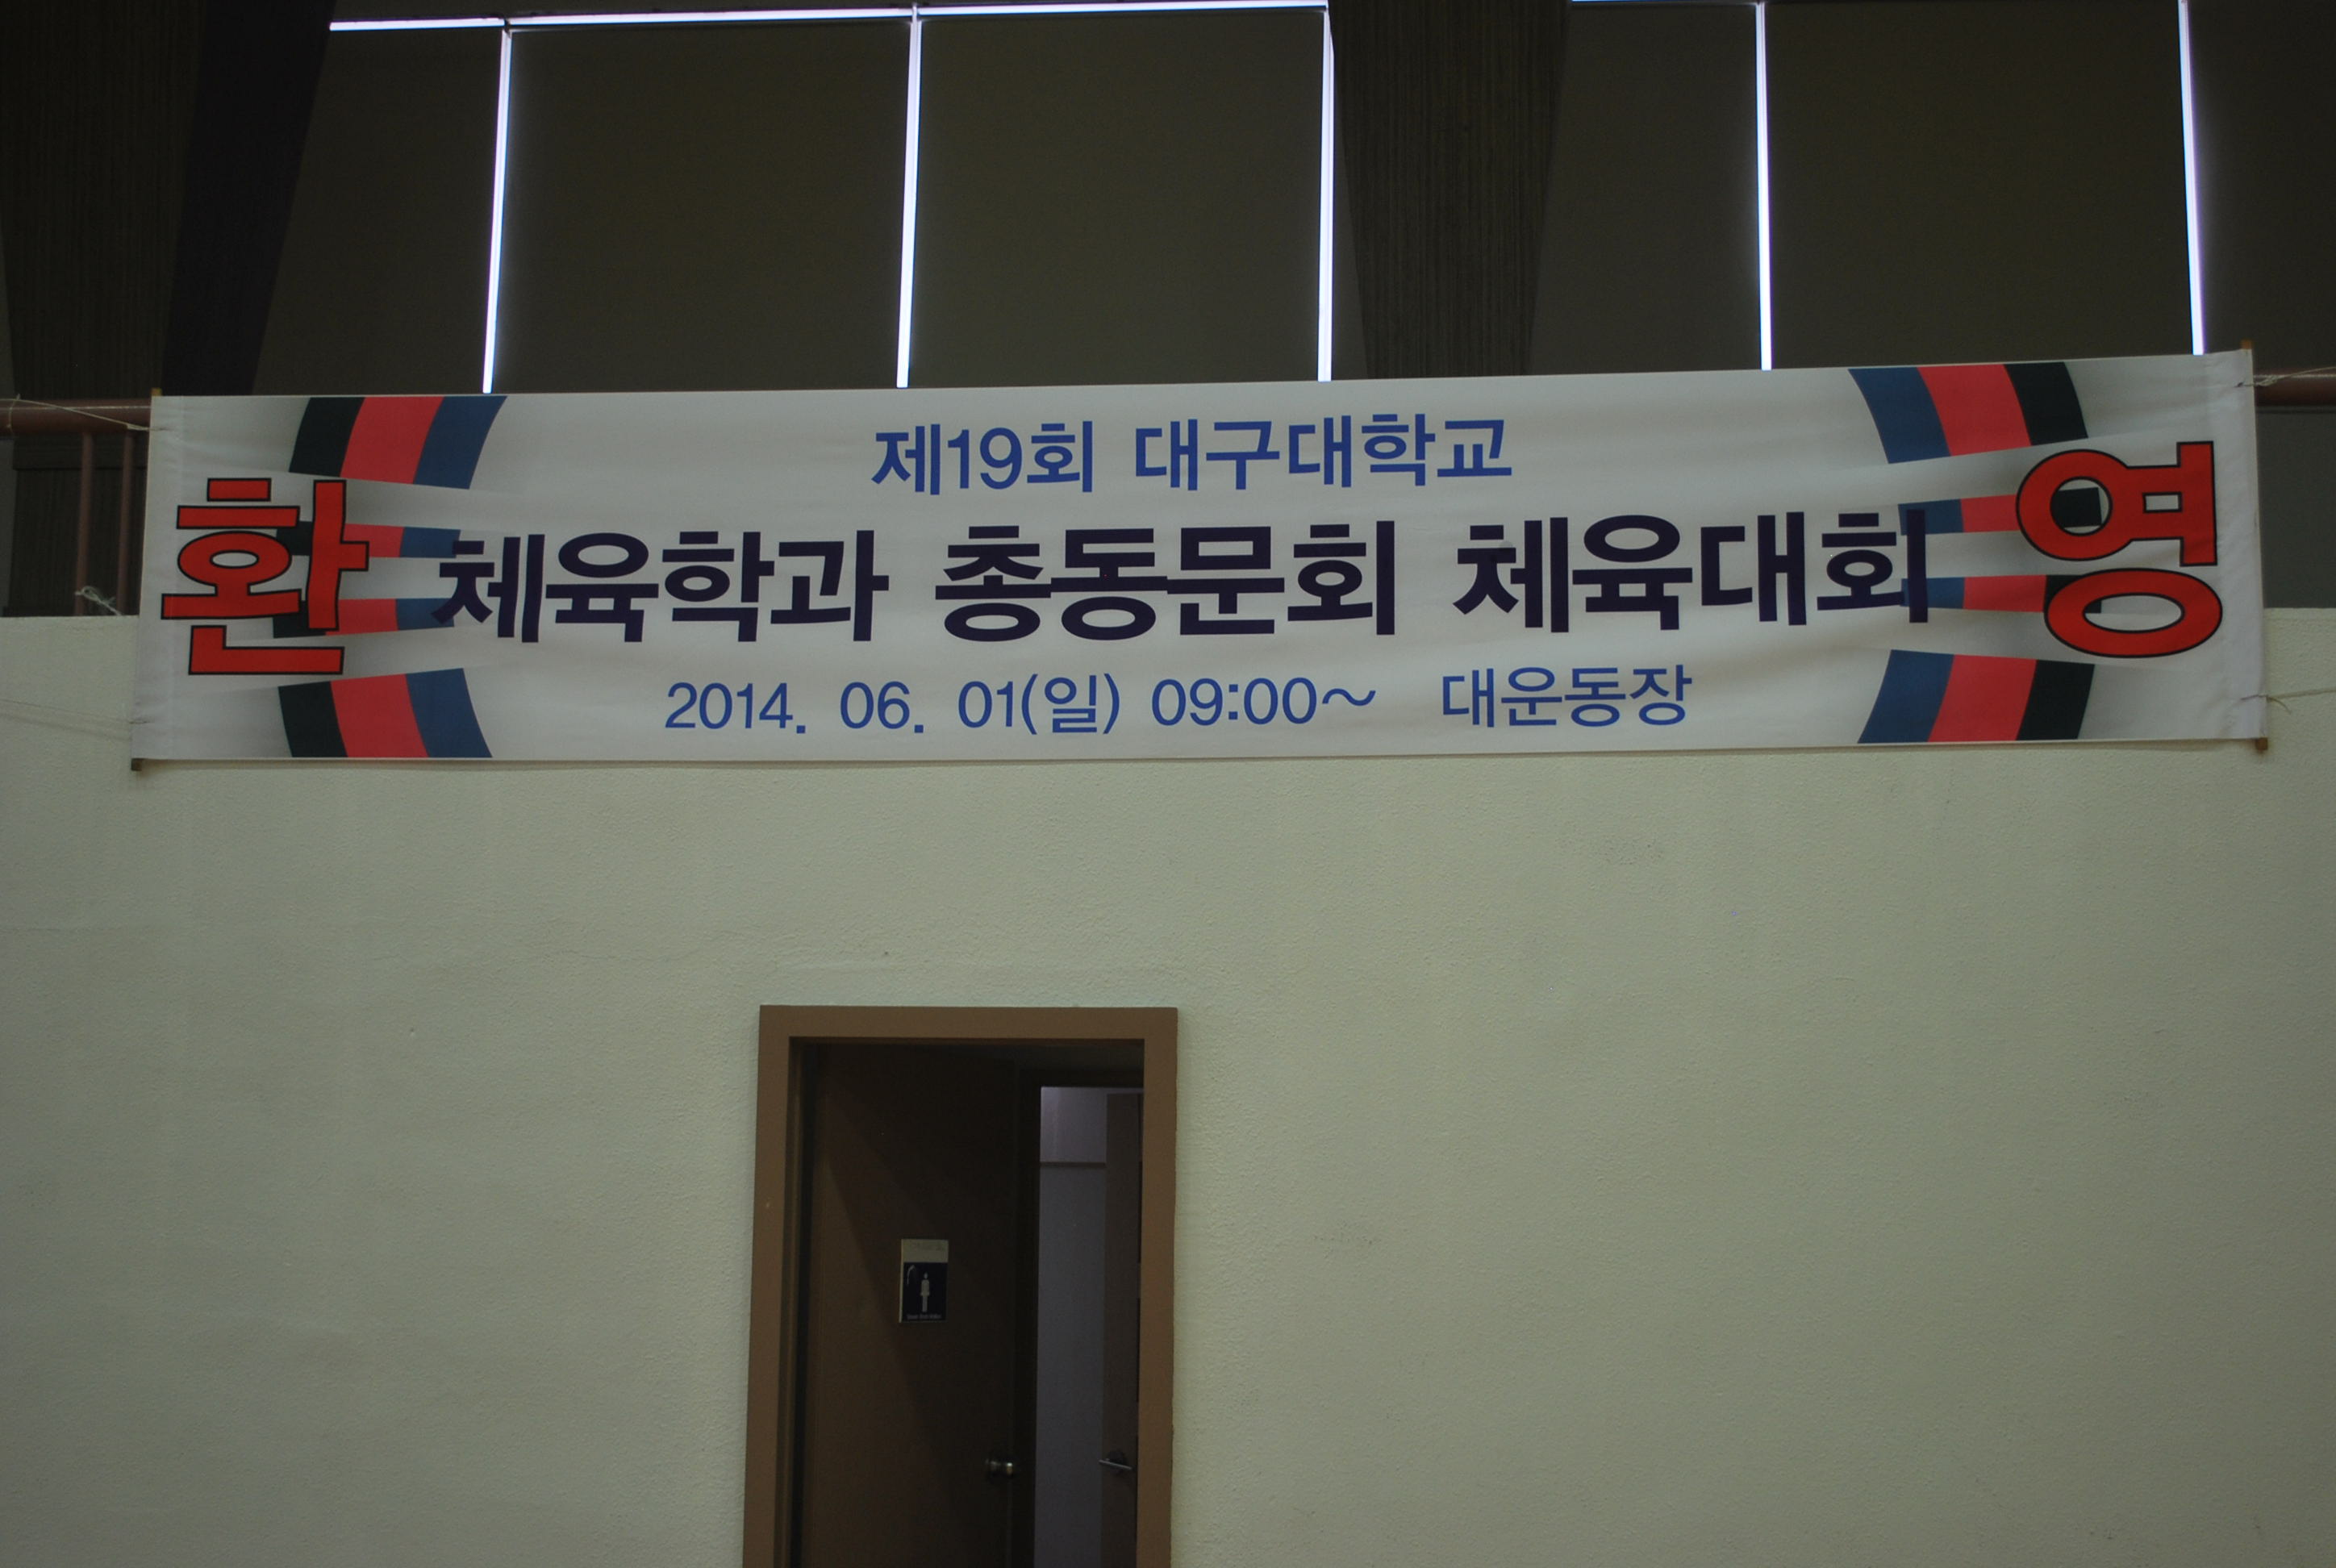 제19회 대구대학교
환 체육학과 총동문회 체육대회 영
2014. 06. 01(일) 09:00~ 대운동장